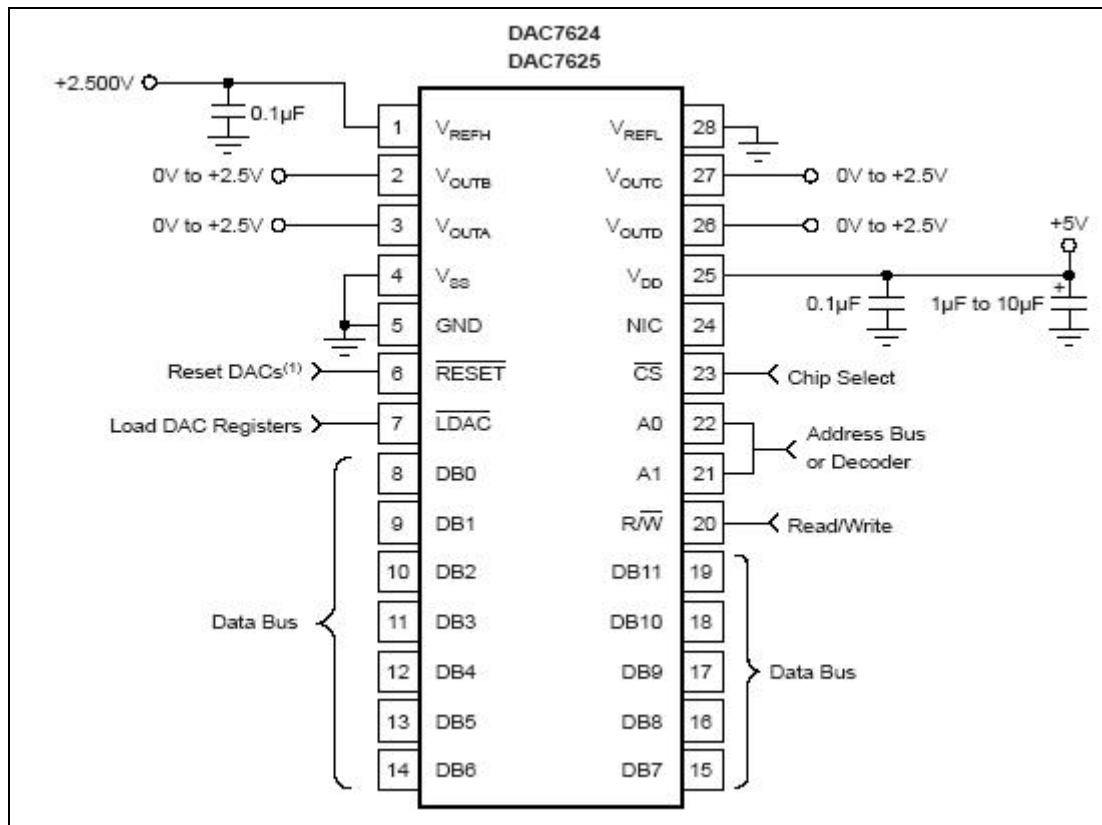 DAC7624
DAC7625
+2.500V
0.1µF
1 VREFH VREFL 28
0V to +2.5V 2 VOUTB VOUTC 27 0V to +2.5V
0V to +2.5V 3 VOUTA VOUTD 26 0V to +2.5V
+5V
4 VSS VDD 25
0.1µF 1µF to 10µF +
5 GND NIC 24
Reset DACs(1) 6 RESET CS 23 Chip Select
Load DAC Registers 7 LDAC A0 22
Address Bus
or Decoder
8 DB0 A1 21
9 DB1 R/W 20 Read/Write
10 DB2 DB11 19
11 DB3 DB10 18
Data Bus
12 DB4 DB9 17
Data Bus
13 DB5 DB8 16
14 DB6 DB7 15